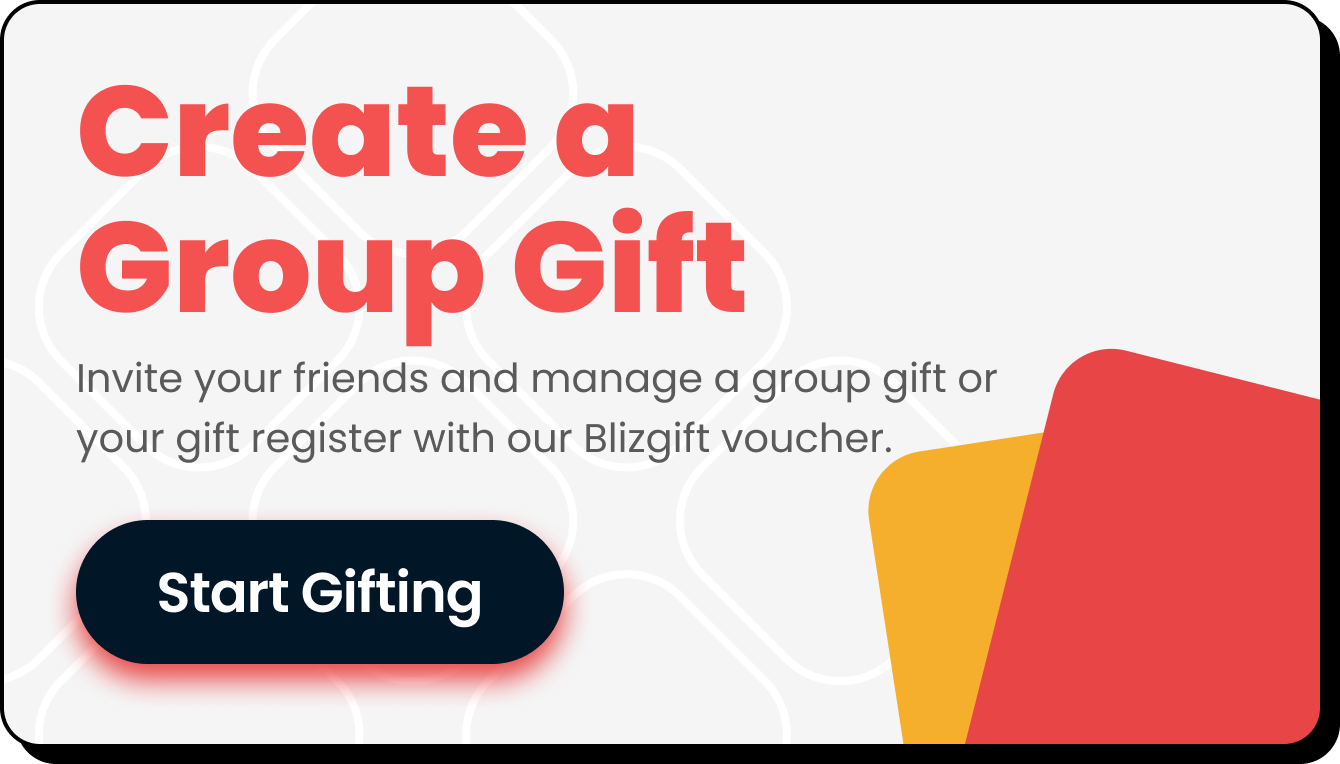 Create a
Group Gift
Invite your friends and manage a group gift or
your gift register with our Blizgift voucher.
Start Gifting